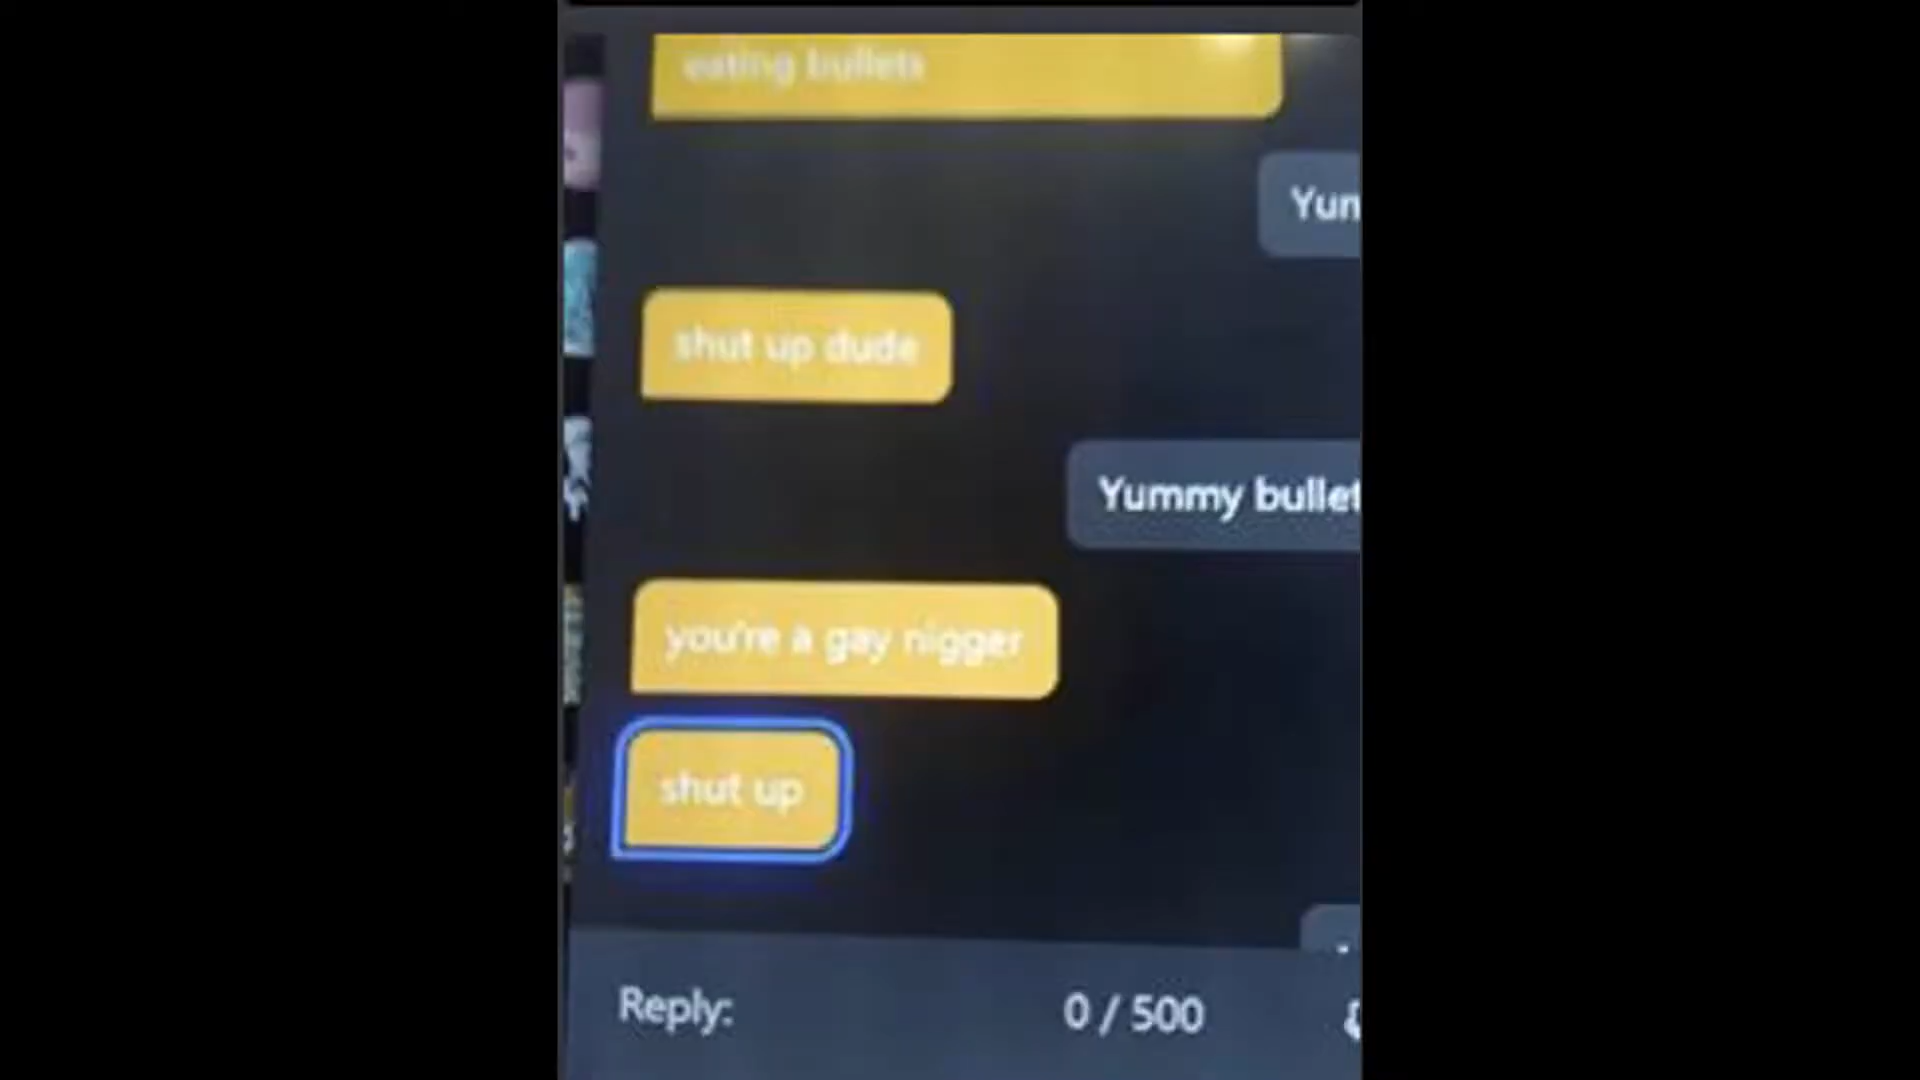 eating bullets
Yum
shut up dude
Yummy bullet
you're a gay nigger
shut up
Reply:
0 / 500